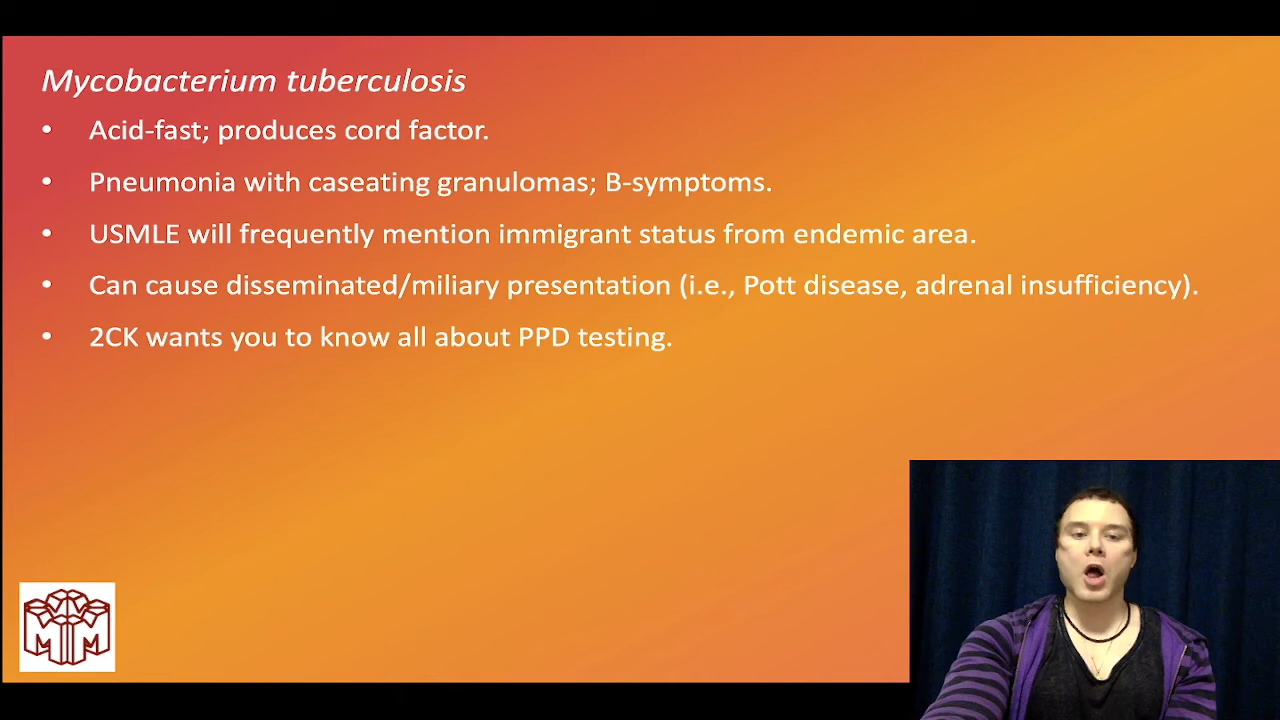 Mycobacterium tuberculosis
• Acid-fast; produces cord factor.
• Pneumonia with caseating granulomas; B-symptoms.
• USMLE will frequently mention immigrant status from endemic area.
• Can cause disseminated/miliary presentation (i.e., Pott disease, adrenal insufficiency).
• 2CK wants you to know all about PPD testing.
M M